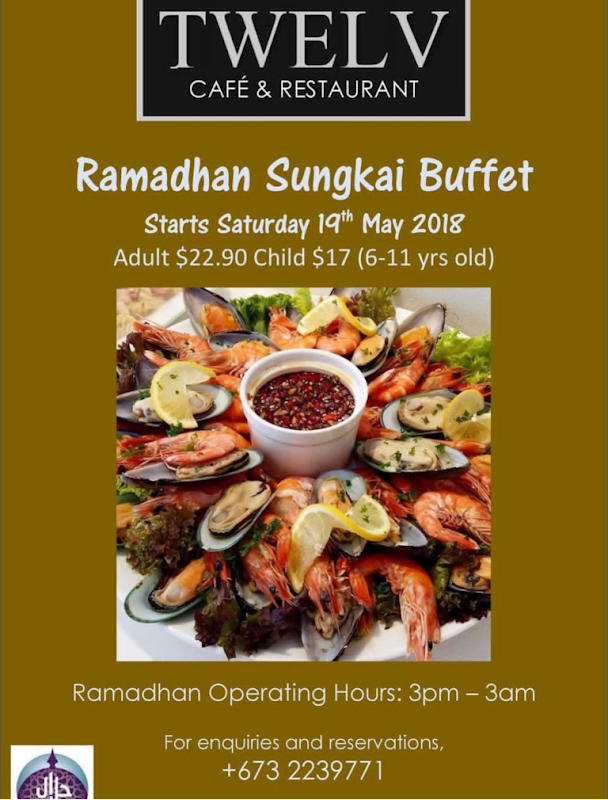 TWELV
CAFÉ & RESTAURANT
Ramadhan Sungkai Buffet
Starts Saturday 19th May 2018
Adult $22.90 Child $17 (6-11 yrs old)
Ramadhan Operating Hours: 3pm – 3am
For enquiries and reservations,
+673 2239771
حلال